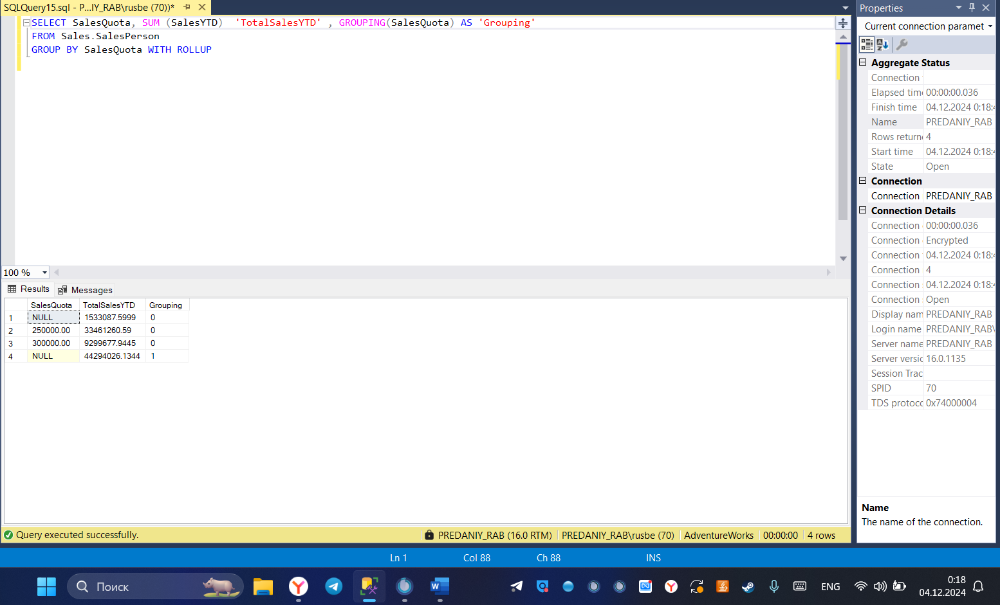 SQLQuery15.sql - P...IY_RAB\rusbe (70))*
SELECT SalesQuota, SUM (SalesYTD)  'TotalSalesYTD' , GROUPING(SalesQuota) AS 'Grouping'
FROM Sales.SalesPerson
GROUP BY SalesQuota WITH ROLLUP
100 %
Results
Messages
SalesQuota TotalSalesYTD Grouping
1 NULL 1533087.5999 0
2 250000.00 33461260.59 0
3 300000.00 9299677.9445 0
4 NULL 44294026.1344 1
Query executed successfully.
PREDANIY_RAB (16.0 RTM)
PREDANIY_RAB\rusbe (70)
AdventureWorks
00:00:00
4 rows
Properties
Current connection paramet
Aggregate Status
Connection
Elapsed time 00:00:00.036
Finish time 04.12.2024 0:18:4
Name PREDANIY_RAB
Rows returne 4
Start time 04.12.2024 0:18:4
State Open
Connection
Connection PREDANIY_RAB
Connection Details
Connection 00:00:00.036
Connection Encrypted
Connection 04.12.2024 0:18:4
Connection 4
Connection 04.12.2024 0:18:4
Connection Open
Display nam PREDANIY_RAB
Login name PREDANIY_RAB\
Server name PREDANIY_RAB
Server versic 16.0.1135
Session Trac
SPID 70
TDS protocc 0x74000004
Name
The name of the connection.
Ln 1
Col 88
Ch 88
INS
Поиск
ENG
0:18
04.12.2024